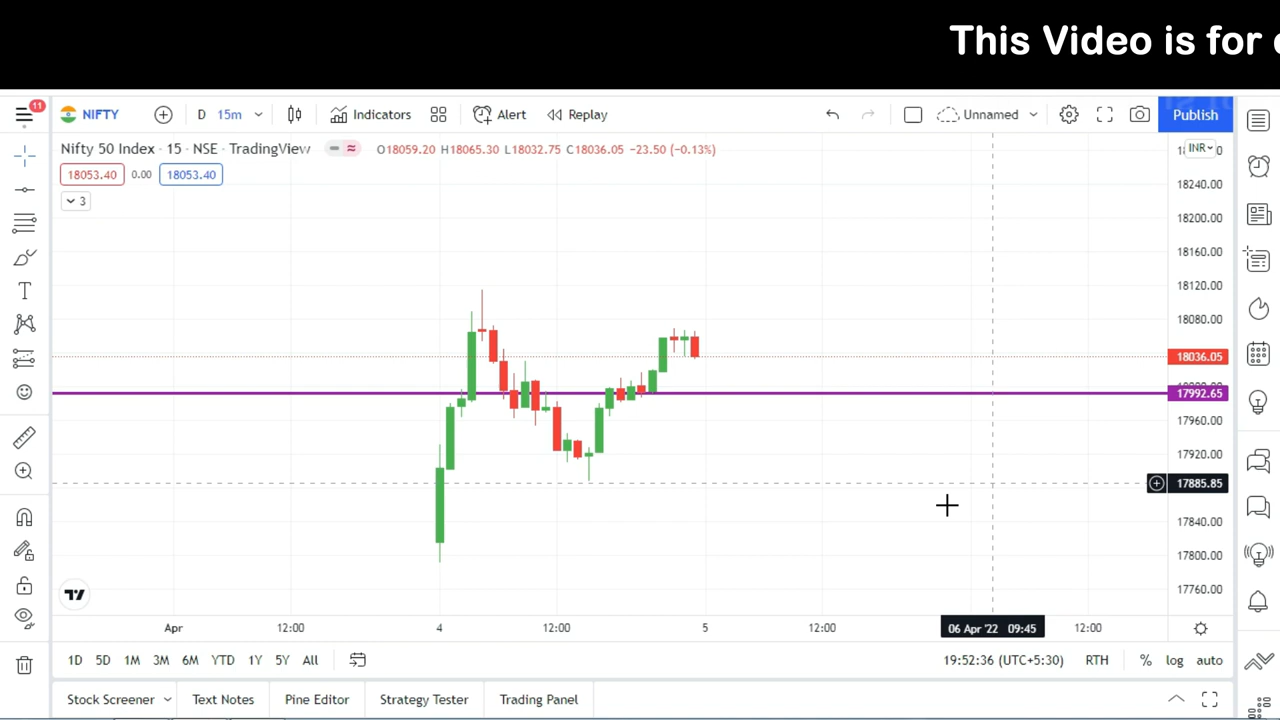 This Video is for
11
NIFTY
D 15m
Indicators
Alert
Replay
Unnamed
Publish
Nifty 50 Index · 15 · NSE · TradingView
O18059.20 H18065.30 L18032.75 C18036.05 −23.50 (−0.13%)
INR
18053.40 0.00 18053.40
3
18240.00
18200.00
18160.00
18120.00
18080.00
18036.05
17992.65
17960.00
17920.00
17885.85
17840.00
17800.00
17760.00
Apr 12:00 4 12:00 5 12:00 06 Apr '22 09:45 12:00
1D 5D 1M 3M 6M YTD 1Y 5Y All
19:52:36 (UTC+5:30) RTH % log auto
Stock Screener Text Notes Pine Editor Strategy Tester Trading Panel